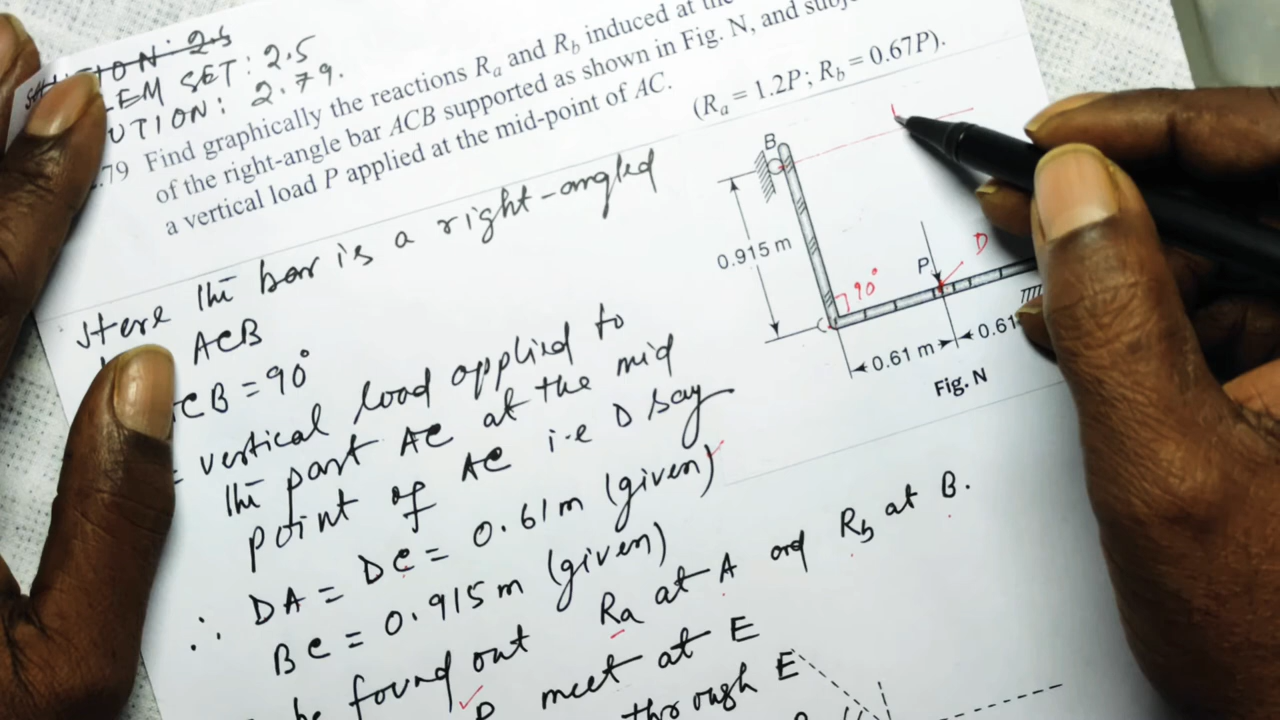 ION: 2.5
EM SET: 2.5
UTION: 2.79.
.79 Find graphically the reactions Ra and Rb induced at the
of the right-angle bar ACB supported as shown in Fig. N, and subje
a vertical load P applied at the mid-point of AC.
(Ra = 1.2P; Rb = 0.67P).
B
0.915 m
90°
P
D
0.61 m
0.61
Fig. N
Here the bar is a right-angled
ACB
CB = 90°
vertical load applied to
the part AC at the mid
point of AC i.e D say
∴ DA = DC = 0.61m (given)
BC = 0.915m (given)
be found out Ra at A and Rb at B.
P meet at E
through E